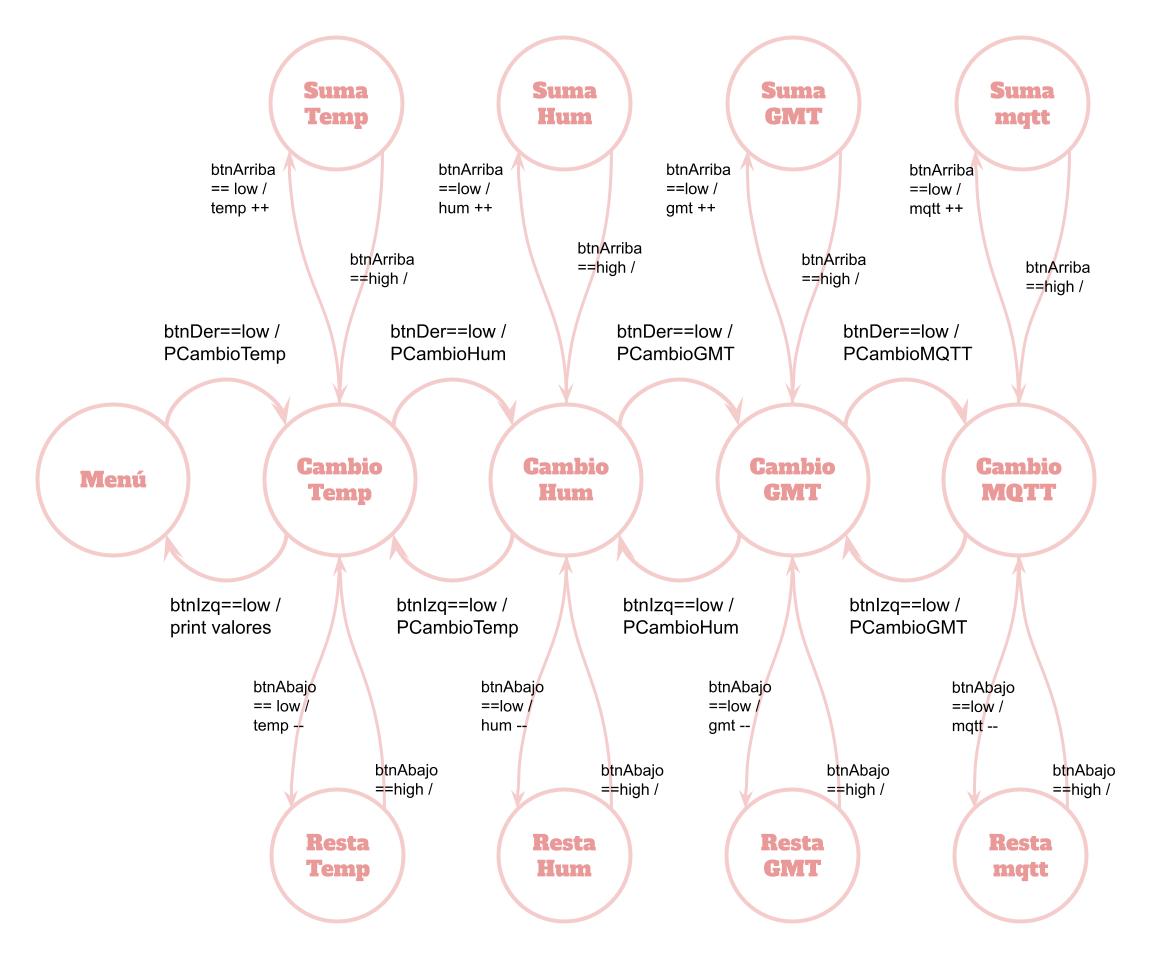 Suma
Temp
Suma
Hum
Suma
GMT
Suma
mqtt
btnArriba
== low /
temp ++
btnArriba
==low /
hum ++
btnArriba
==low /
gmt ++
btnArriba
==low /
mqtt ++
btnArriba
==high /
btnArriba
==high /
btnArriba
==high /
btnArriba
==high /
btnDer==low /
PCambioTemp
btnDer==low /
PCambioHum
btnDer==low /
PCambioGMT
btnDer==low /
PCambioMQTT
Menú
Cambio
Temp
Cambio
Hum
Cambio
GMT
Cambio
MQTT
btnIzq==low /
print valores
btnIzq==low /
PCambioTemp
btnIzq==low /
PCambioHum
btnIzq==low /
PCambioGMT
btnAbajo
== low /
temp --
btnAbajo
==low /
hum --
btnAbajo
==low /
gmt --
btnAbajo
==low /
mqtt --
btnAbajo
==high /
btnAbajo
==high /
btnAbajo
==high /
btnAbajo
==high /
Resta
Temp
Resta
Hum
Resta
GMT
Resta
mqtt